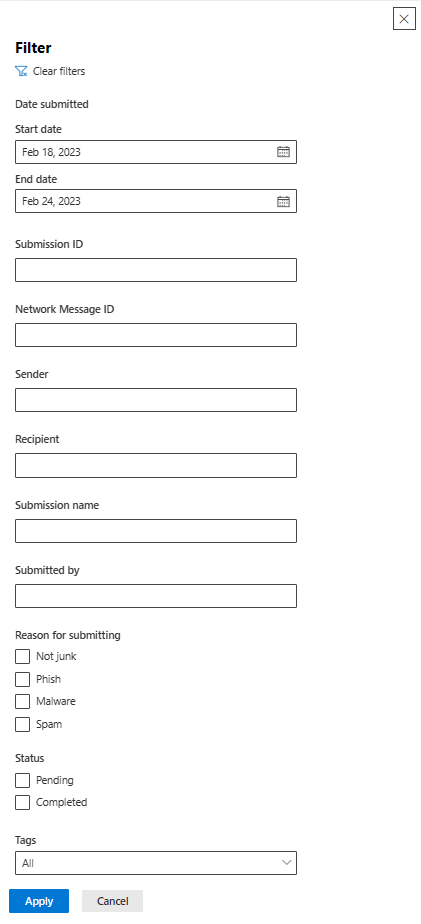 Filter
Clear filters
Date submitted
Start date
Feb 18, 2023
End date
Feb 24, 2023
Submission ID
Network Message ID
Sender
Recipient
Submission name
Submitted by
Reason for submitting
Not junk
Phish
Malware
Spam
Status
Pending
Completed
Tags
All
Apply Cancel